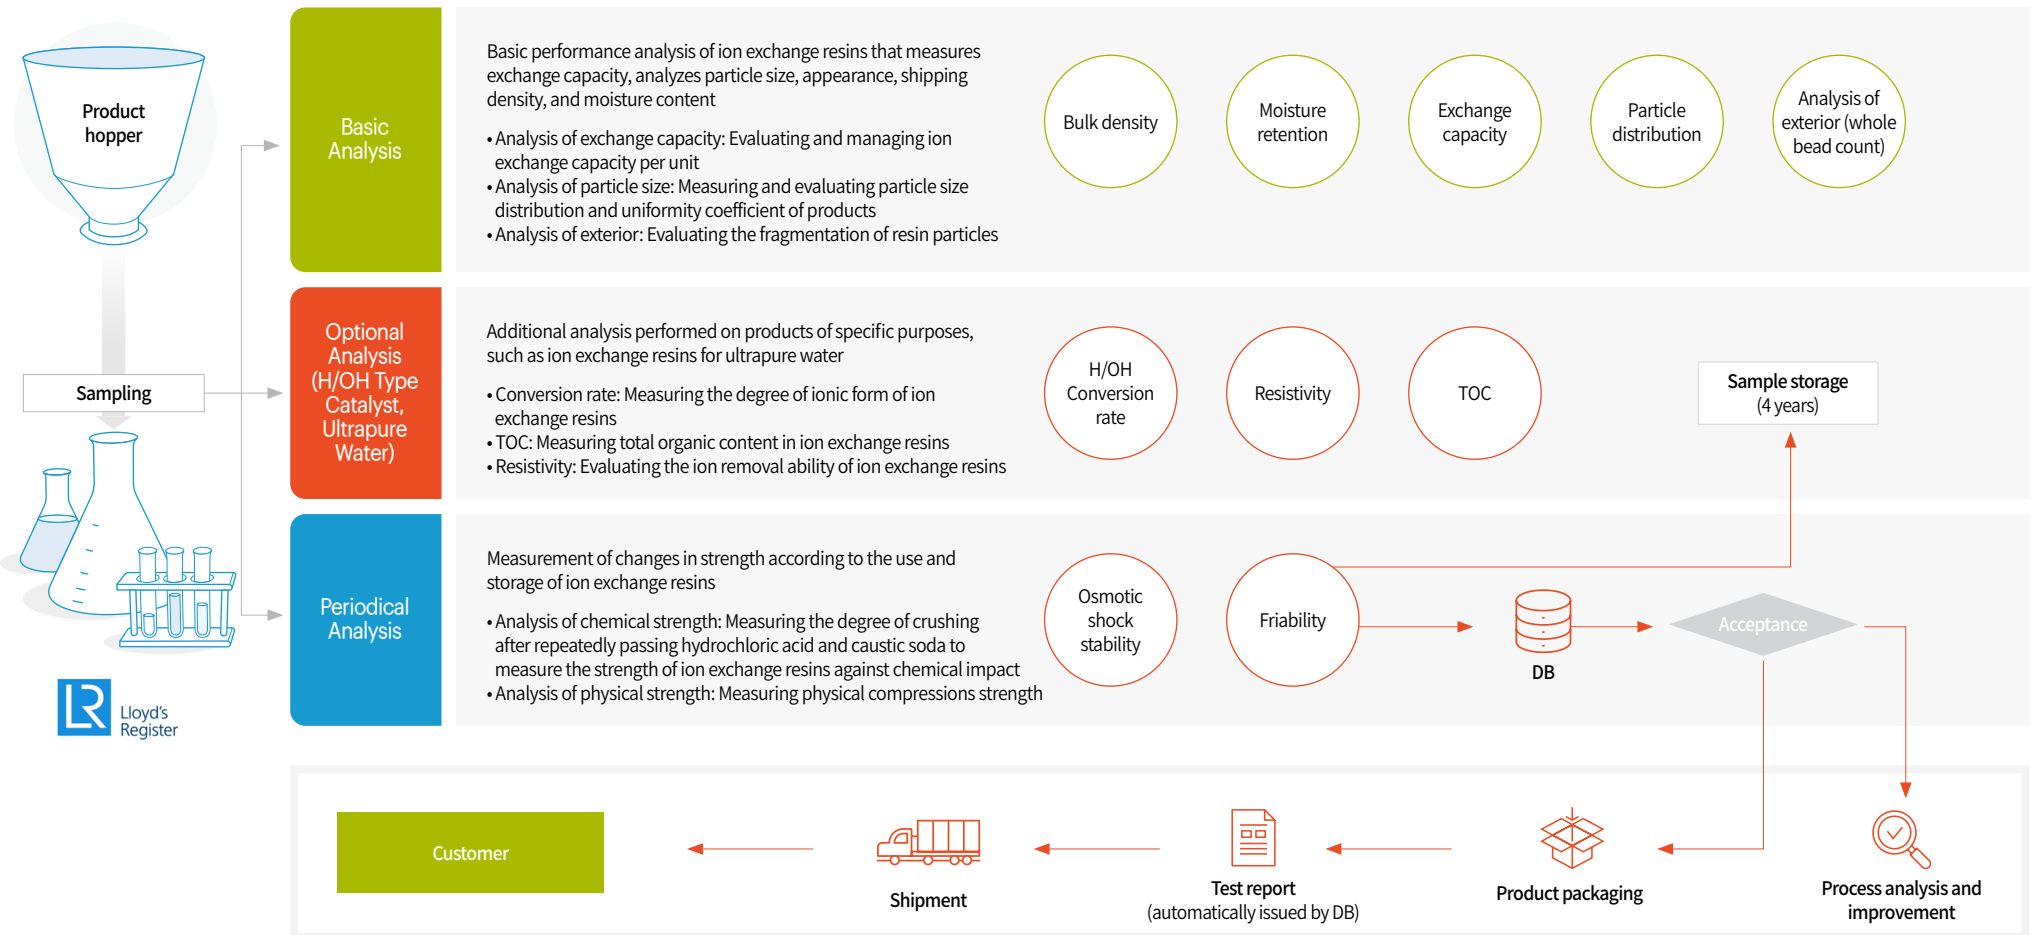 Product
hopper
Sampling
Lloyd's
Register
Basic
Analysis
Basic performance analysis of ion exchange resins that measures
exchange capacity, analyzes particle size, appearance, shipping
density, and moisture content
• Analysis of exchange capacity: Evaluating and managing ion
exchange capacity per unit
• Analysis of particle size: Measuring and evaluating particle size
distribution and uniformity coefficient of products
• Analysis of exterior: Evaluating the fragmentation of resin particles
Bulk density
Moisture
retention
Exchange
capacity
Particle
distribution
Analysis of
exterior (whole
bead count)
Optional
Analysis
(H/OH Type
Catalyst,
Ultrapure
Water)
Additional analysis performed on products of specific purposes,
such as ion exchange resins for ultrapure water
• Conversion rate: Measuring the degree of ionic form of ion
exchange resins
• TOC: Measuring total organic content in ion exchange resins
• Resistivity: Evaluating the ion removal ability of ion exchange resins
H/OH
Conversion
rate
Resistivity
TOC
Sample storage
(4 years)
Periodical
Analysis
Measurement of changes in strength according to the use and
storage of ion exchange resins
• Analysis of chemical strength: Measuring the degree of crushing
after repeatedly passing hydrochloric acid and caustic soda to
measure the strength of ion exchange resins against chemical impact
• Analysis of physical strength: Measuring physical compressions strength
Osmotic
shock
stability
Friability
DB
Acceptance
Customer
Shipment
Test report
(automatically issued by DB)
Product packaging
Process analysis and
improvement